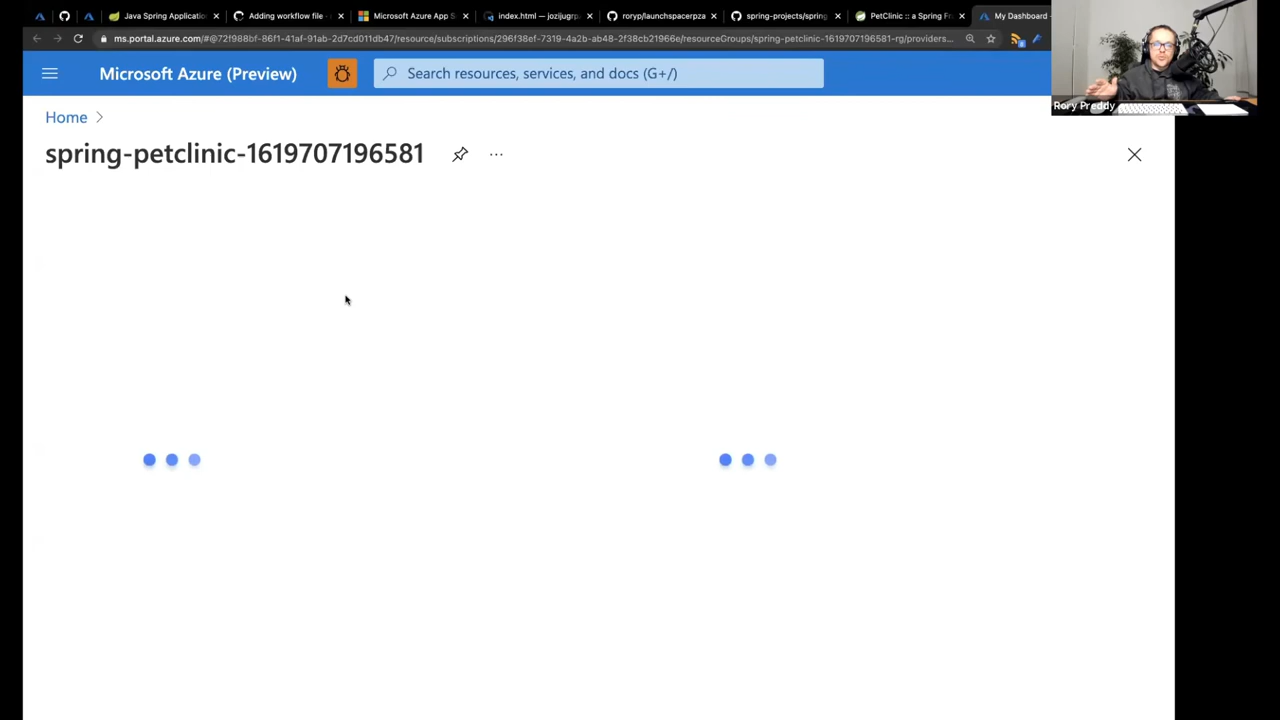 Java Spring Applicatio
Adding workflow file -
Microsoft Azure App S
index.html — jozijugrp
roryp/launchspacerpza
spring-projects/spring
PetClinic :: a Spring Fr
My Dashboard -
ms.portal.azure.com/#@72f988bf-86f1-41af-91ab-2d7cd011db47/resource/subscriptions/296f38ef-7319-4a2b-ab48-2f38cb21966e/resourceGroups/spring-petclinic-1619707196581-rg/providers...
Microsoft Azure (Preview)
Search resources, services, and docs (G+/)
Rory Preddy
Home
spring-petclinic-1619707196581